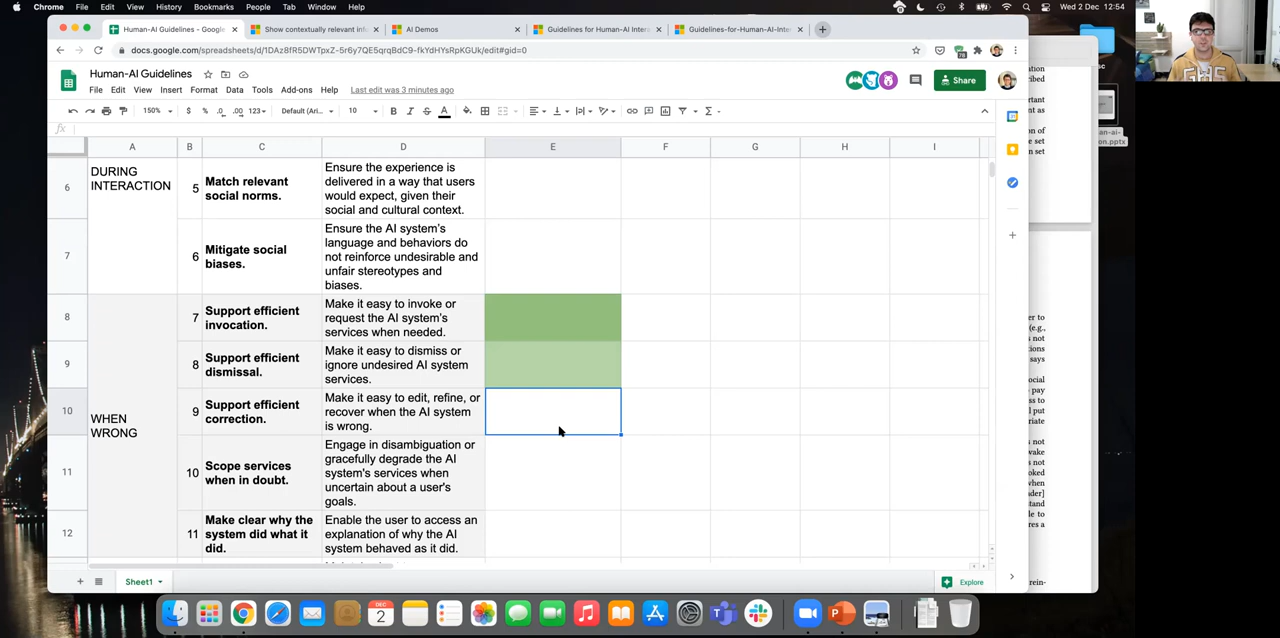 Chrome File Edit View History Bookmarks People Tab Window Help
Wed 2 Dec 12:54
Human-AI Guidelines - Google
Show contextually relevant inf
AI Demos
Guidelines for Human-AI Inter
Guidelines-for-Human-AI-Inte
docs.google.com/spreadsheets/d/1DAz8fR5DWTpxZ-5r6y7QE5qrqBdC9-fkYdHYsRpKGUk/edit#gid=0
Human-AI Guidelines
File Edit View Insert Format Data Tools Add-ons Help
Last edit was 3 minutes ago
Share
150% $ % .0 .00 123 Default (Ari... 10 B I S A
fx
A B C D E F G H I
6
DURING
INTERACTION
5
Match relevant
social norms.
Ensure the experience is
delivered in a way that users
would expect, given their
social and cultural context.
7
6
Mitigate social
biases.
Ensure the AI system's
language and behaviors do
not reinforce undesirable and
unfair stereotypes and
biases.
8
7
Support efficient
invocation.
Make it easy to invoke or
request the AI system's
services when needed.
9
8
Support efficient
dismissal.
Make it easy to dismiss or
ignore undesired AI system
services.
10
WHEN
WRONG
9
Support efficient
correction.
Make it easy to edit, refine, or
recover when the AI system
is wrong.
11
10
Scope services
when in doubt.
Engage in disambiguation or
gracefully degrade the AI
system's services when
uncertain about a user's
goals.
12
11
Make clear why the
system did what it
did.
Enable the user to access an
explanation of why the AI
system behaved as it did.
Sheet1
Explore
DEC
2